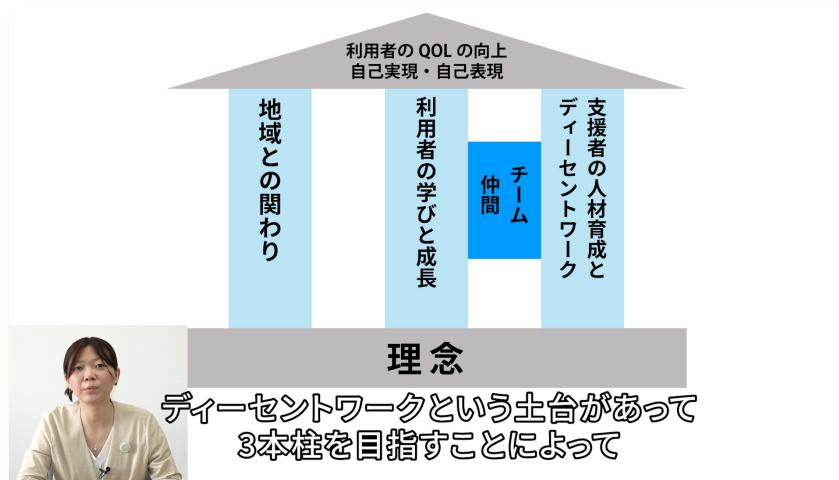 利用者のQOLの向上
自己実現・自己表現
地域との関わり
利用者の学びと成長
チーム
仲間
支援者の人材育成と
ディーセントワーク
理念
ディーセントワークという土台があって
3本柱を目指すことによって